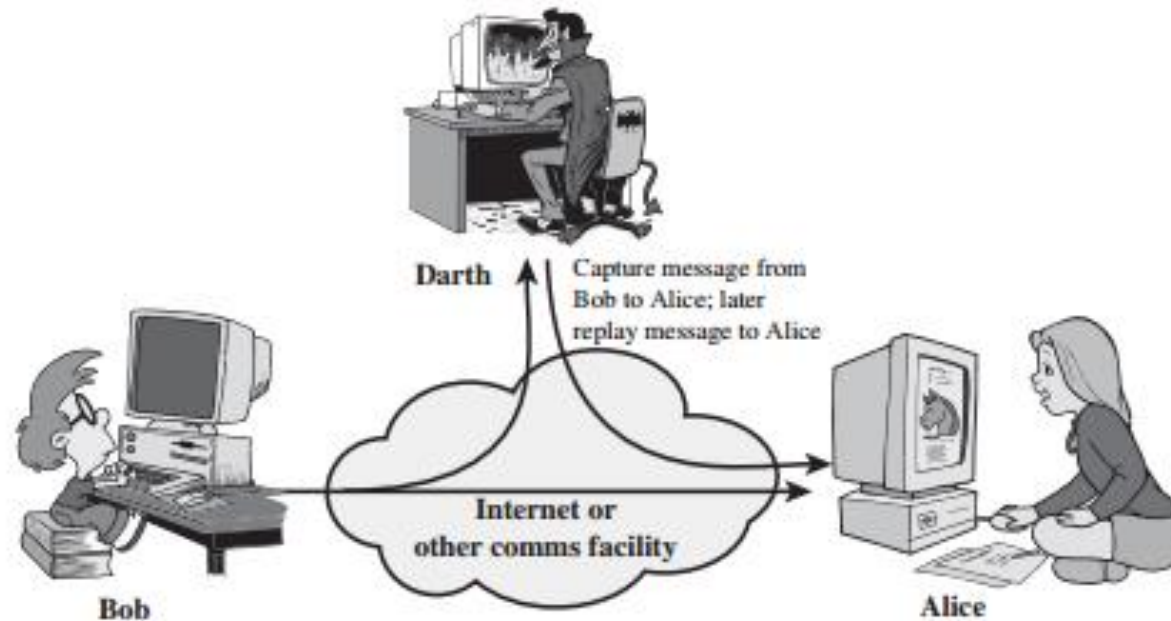 Darth
Capture message from
Bob to Alice; later
replay message to Alice
Internet or
other comms facility
Bob
Alice